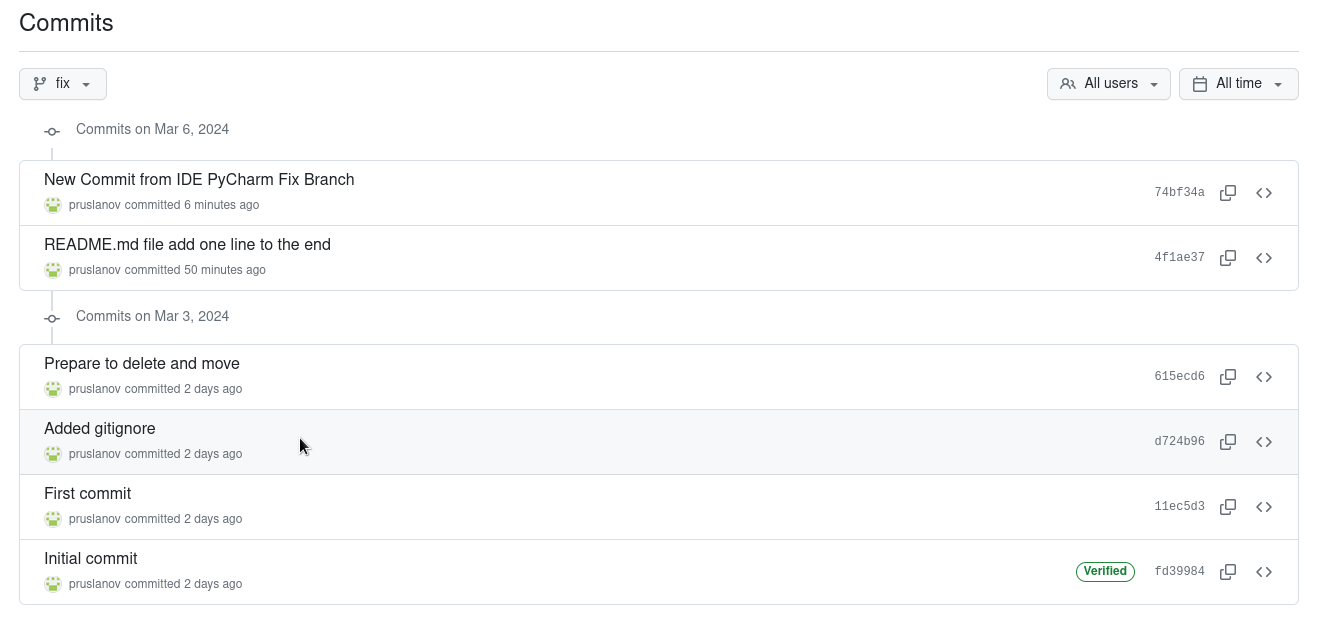 Commits
fix
All users
All time
Commits on Mar 6, 2024
New Commit from IDE PyCharm Fix Branch
pruslanov committed 6 minutes ago
74bf34a
README.md file add one line to the end
pruslanov committed 50 minutes ago
4f1ae37
Commits on Mar 3, 2024
Prepare to delete and move
pruslanov committed 2 days ago
615ecd6
Added gitignore
pruslanov committed 2 days ago
d724b96
First commit
pruslanov committed 2 days ago
11ec5d3
Initial commit
pruslanov committed 2 days ago
Verified
fd39984